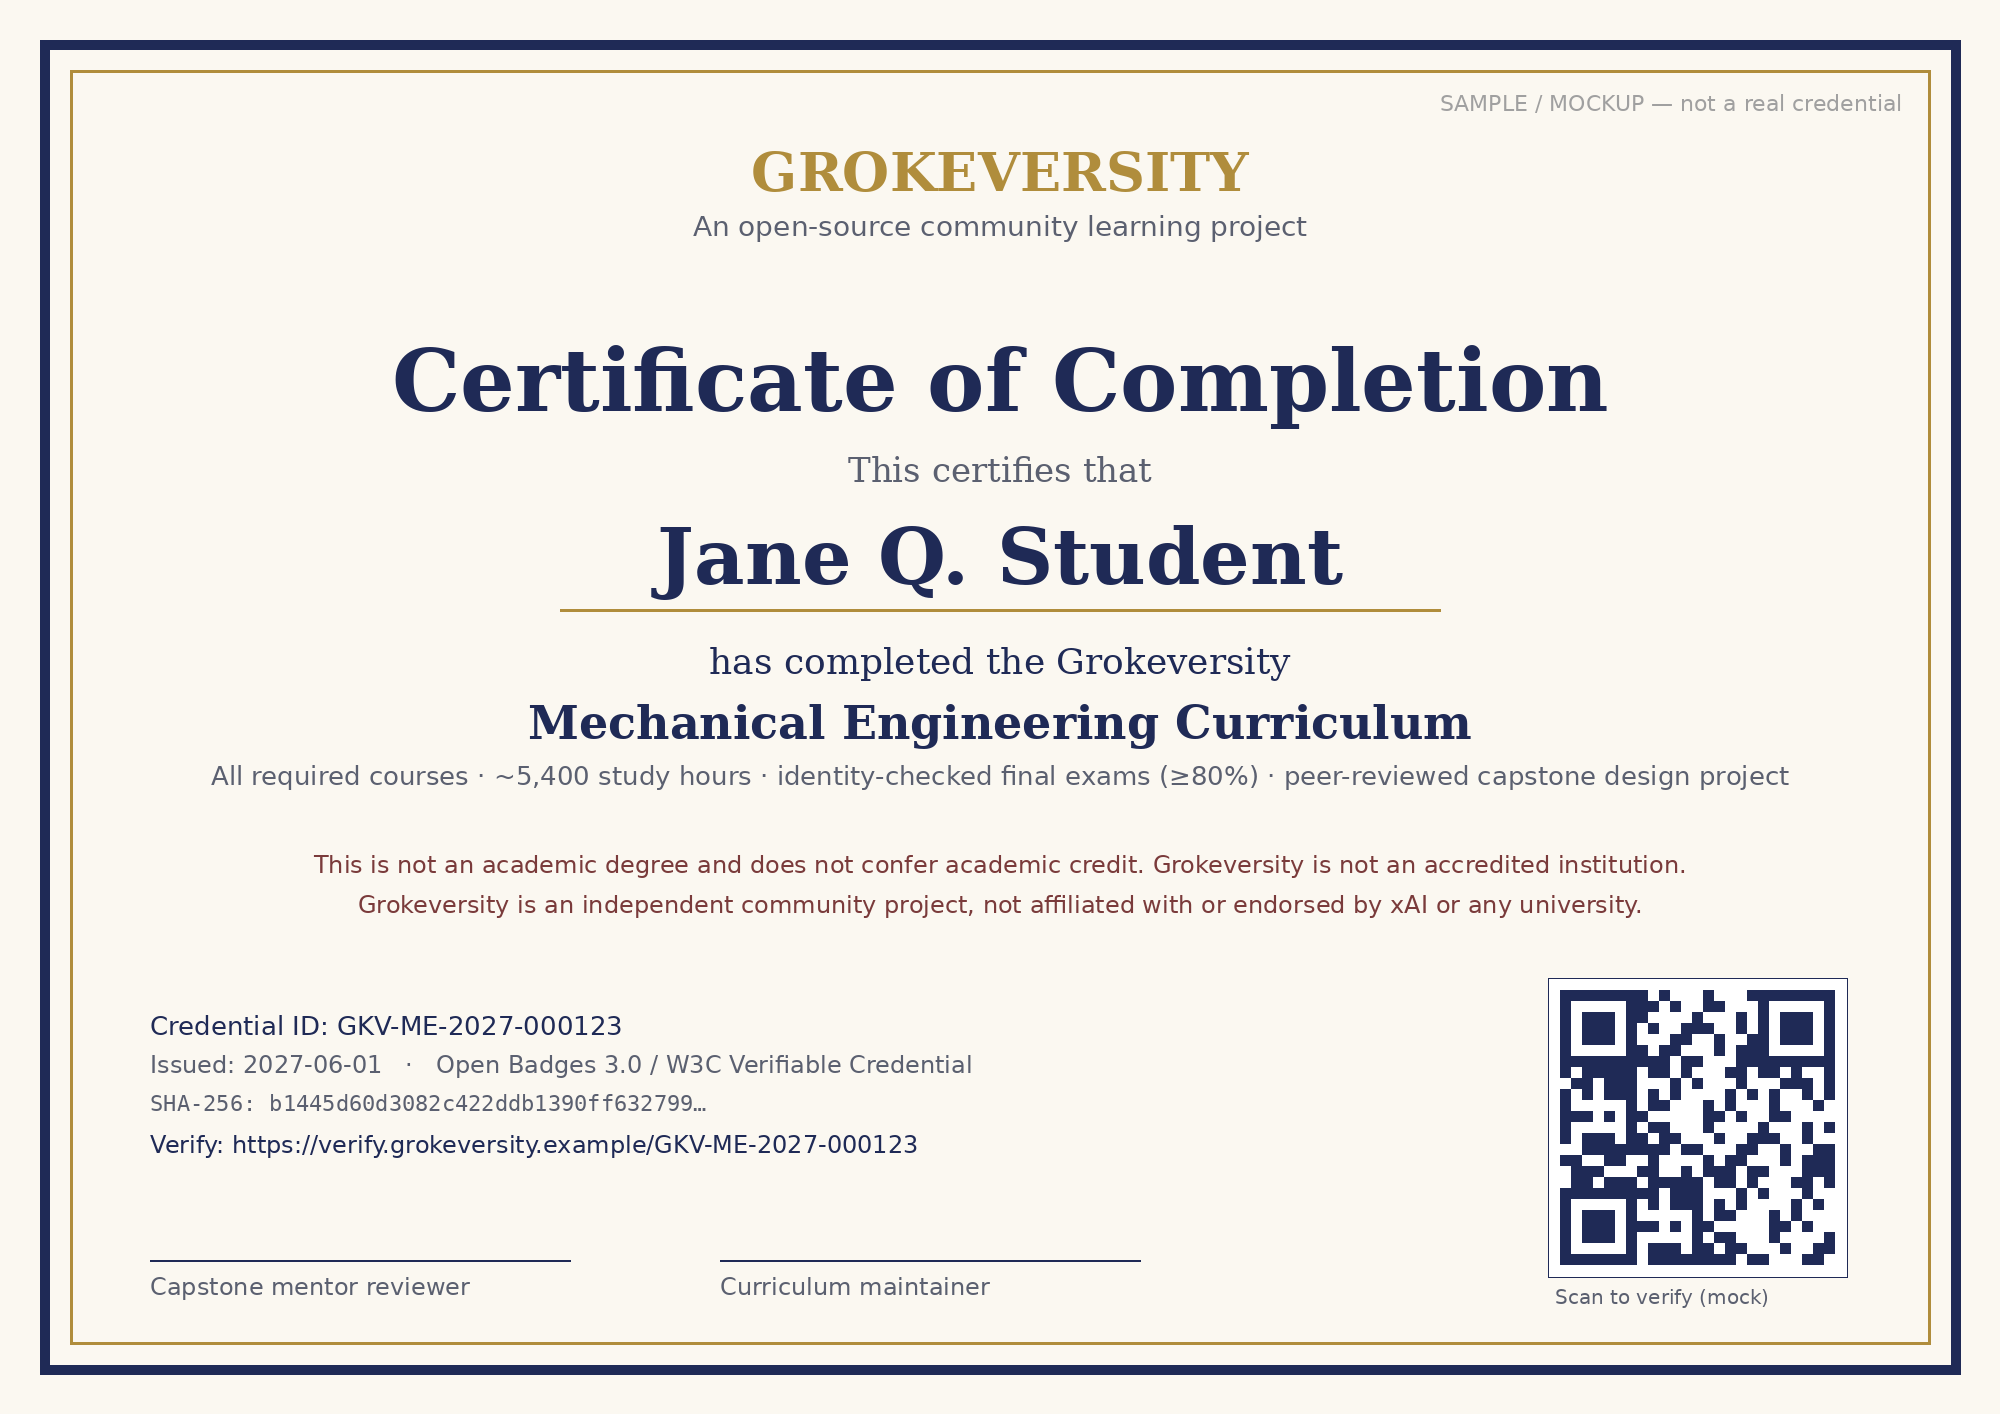 SAMPLE / MOCKUP — not a real credential
GROKEVERSITY
An open-source community learning project
Certificate of Completion
This certifies that
Jane Q. Student
has completed the Grokeversity
Mechanical Engineering Curriculum
All required courses · ~5,400 study hours · identity-checked final exams (≥80%) · peer-reviewed capstone design project
This is not an academic degree and does not confer academic credit. Grokeversity is not an accredited institution.
Grokeversity is an independent community project, not affiliated with or endorsed by xAI or any university.
Credential ID: GKV-ME-2027-000123
Issued: 2027-06-01 · Open Badges 3.0 / W3C Verifiable Credential
SHA-256: b1445d60d3082c422ddb1390ff632799…
Verify: https://verify.grokeversity.example/GKV-ME-2027-000123
Capstone mentor reviewer
Curriculum maintainer
Scan to verify (mock)